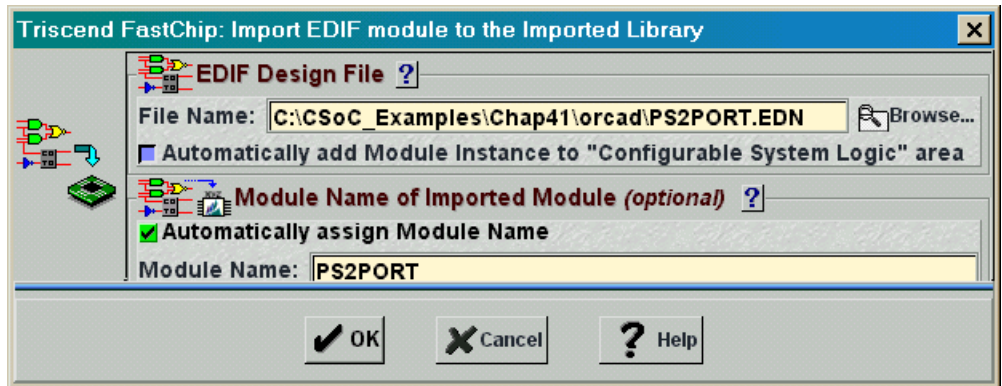 Triscend FastChip: Import EDIF module to the Imported Library
EDIF Design File ?
File Name: C:\CSoC_Examples\Chap41\orcad\PS2PORT.EDN Browse...
Automatically add Module Instance to "Configurable System Logic" area
Module Name of Imported Module (optional) ?
Automatically assign Module Name
Module Name: PS2PORT
OK Cancel ? Help